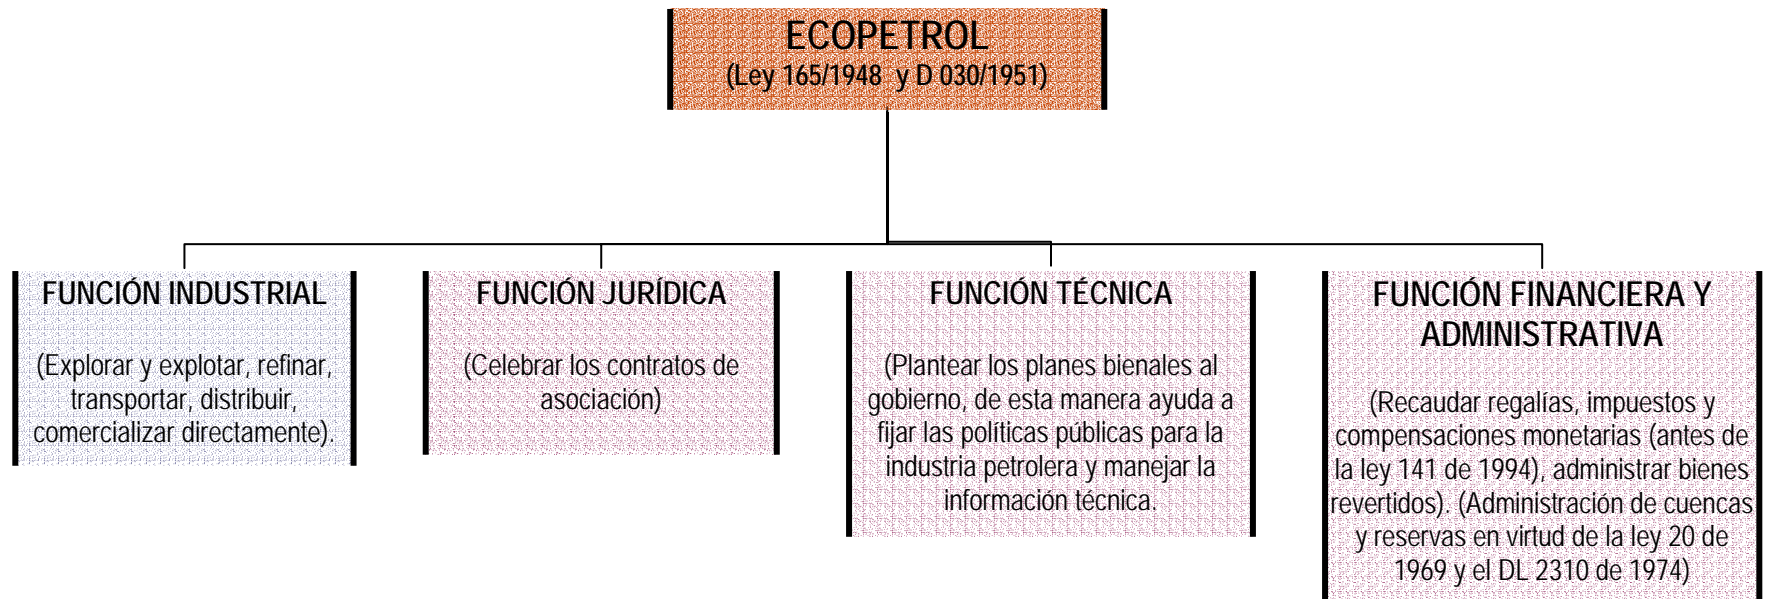 ECOPETROL
(Ley 165/1948 y D 030/1951)
FUNCIÓN INDUSTRIAL
(Explorar y explotar, refinar,
transportar, distribuir,
comercializar directamente).
FUNCIÓN JURÍDICA
(Celebrar los contratos de
asociación)
FUNCIÓN TÉCNICA
(Plantear los planes bienales al
gobierno, de esta manera ayuda a
fijar las políticas públicas para la
industria petrolera y manejar la
información técnica.
FUNCIÓN FINANCIERA Y
ADMINISTRATIVA
(Recaudar regalías, impuestos y
compensaciones monetarias (antes de
la ley 141 de 1994), administrar bienes
revertidos). (Administración de cuencas
y reservas en virtud de la ley 20 de
1969 y el DL 2310 de 1974)